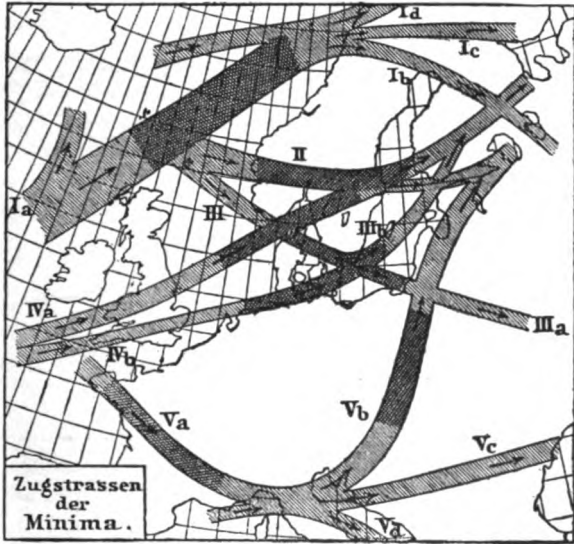 Id
Ic
Ib
II
Ia
III
IIIb
IVa
IIIa
IVb
Va
Vb
Vc
Zugstrassen
der
Minima.
Vd